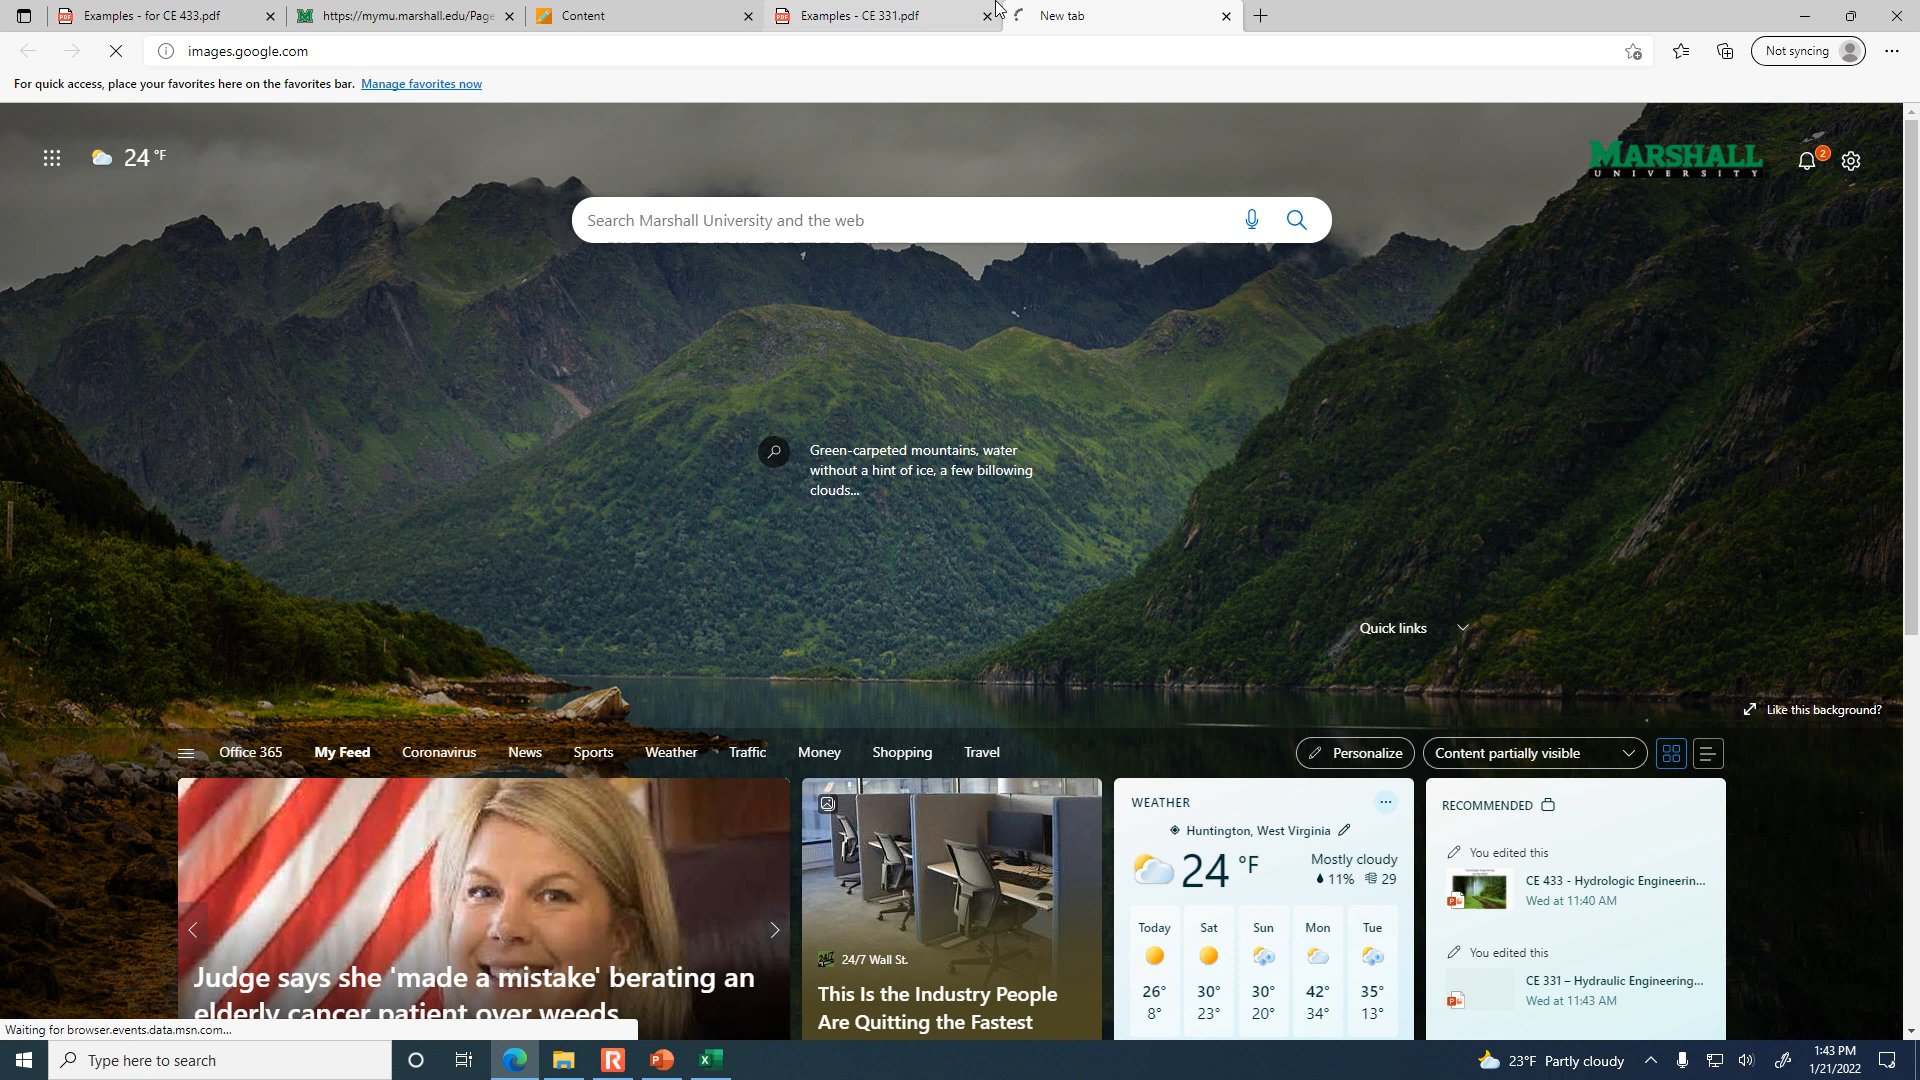 Examples - for CE 433.pdf
https://mymu.marshall.edu/Page
Content
Examples - CE 331.pdf
New tab
images.google.com
Not syncing
For quick access, place your favorites here on the favorites bar. Manage favorites now
24 °F
MARSHALL
UNIVERSITY
2
Search Marshall University and the web
Green-carpeted mountains, water
without a hint of ice, a few billowing
clouds...
Quick links
Like this background?
Office 365 My Feed Coronavirus News Sports Weather Traffic Money Shopping Travel
Personalize
Content partially visible
Judge says she 'made a mistake' berating an
elderly cancer patient over weeds
24/7 Wall St.
This Is the Industry People
Are Quitting the Fastest
WEATHER
Huntington, West Virginia
24 °F
Mostly cloudy
11% 29
Today Sat Sun Mon Tue
26° 30° 30° 42° 35°
8° 23° 20° 34° 13°
RECOMMENDED
You edited this
CE 433 - Hydrologic Engineerin...
Wed at 11:40 AM
You edited this
CE 331 – Hydraulic Engineering...
Wed at 11:43 AM
Waiting for browser.events.data.msn.com...
Type here to search
23°F Partly cloudy
1:43 PM
1/21/2022